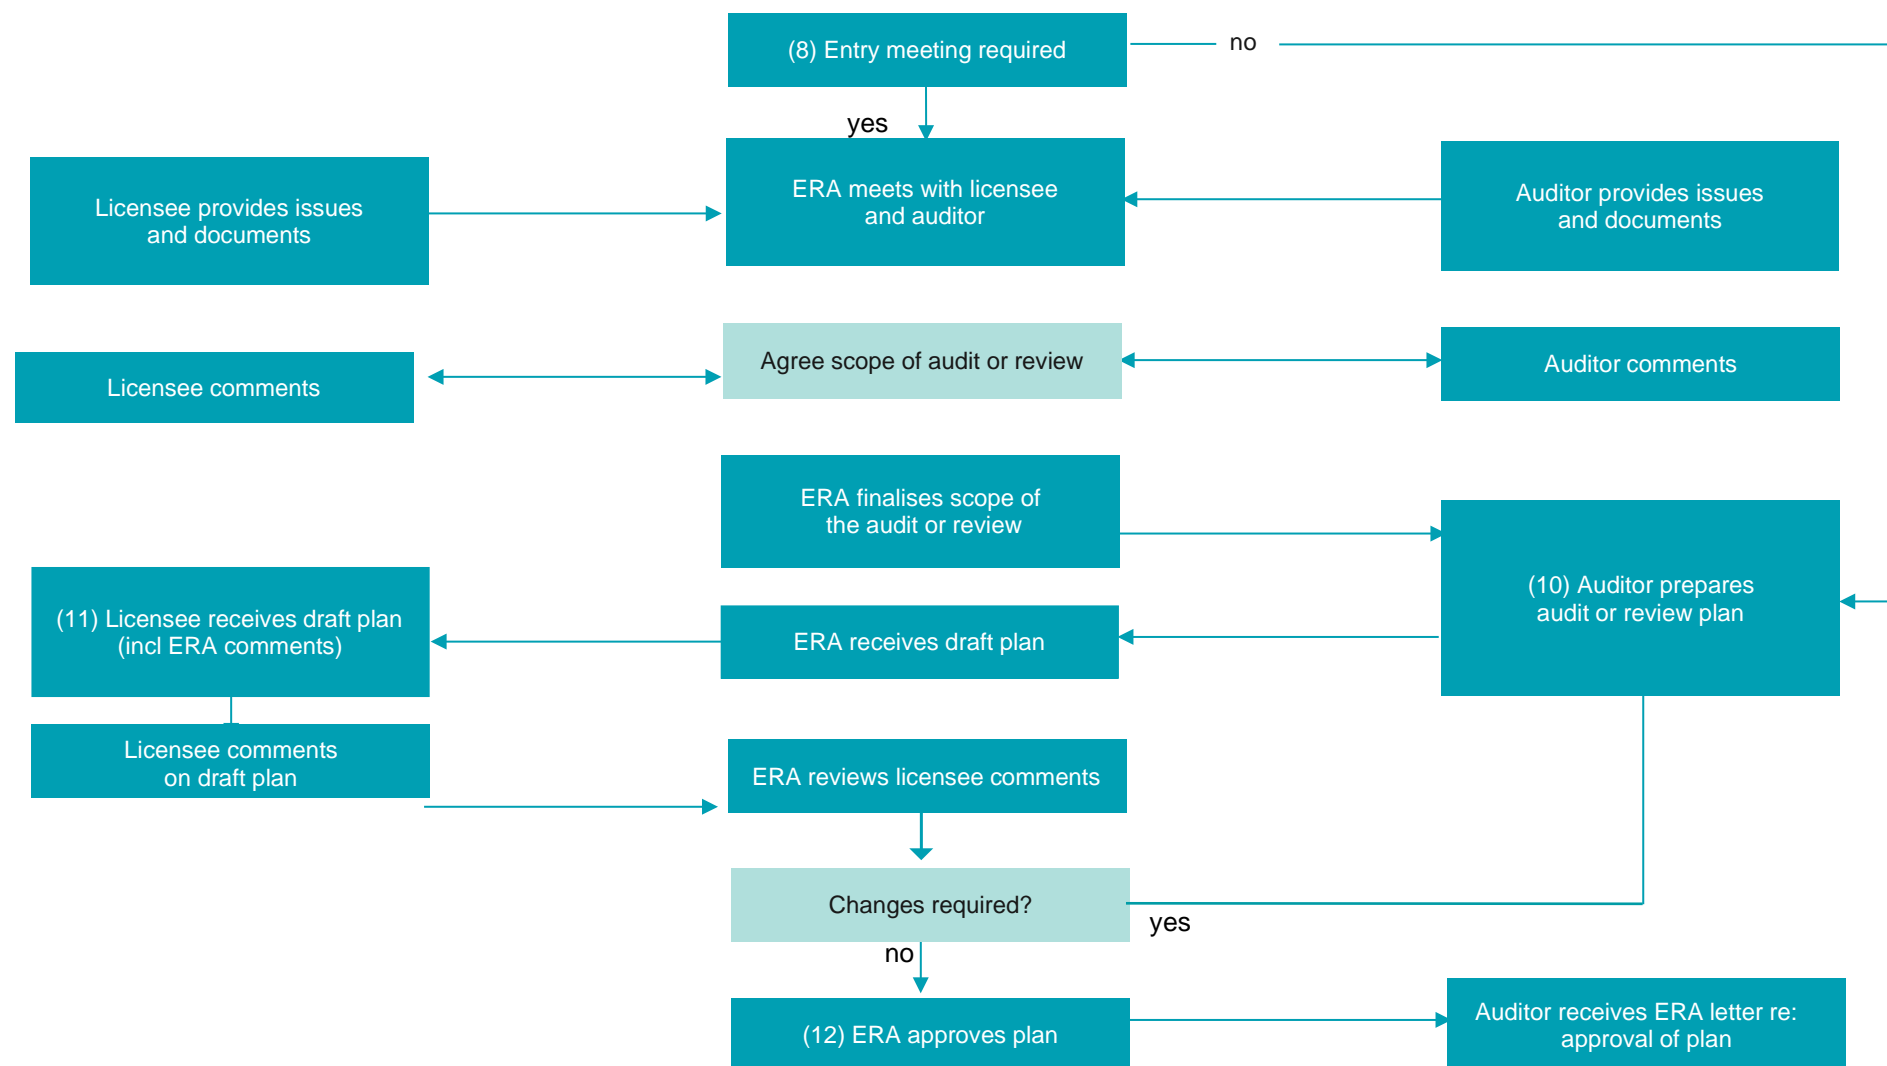 (8) Entry meeting required
no
yes
Licensee provides issues
and documents
ERA meets with licensee
and auditor
Auditor provides issues
and documents
Licensee comments
Agree scope of audit or review
Auditor comments
ERA finalises scope of
the audit or review
(10) Auditor prepares
audit or review plan
(11) Licensee receives draft plan
(incl ERA comments)
ERA receives draft plan
Licensee comments
on draft plan
ERA reviews licensee comments
Changes required?
yes
no
(12) ERA approves plan
Auditor receives ERA letter re:
approval of plan